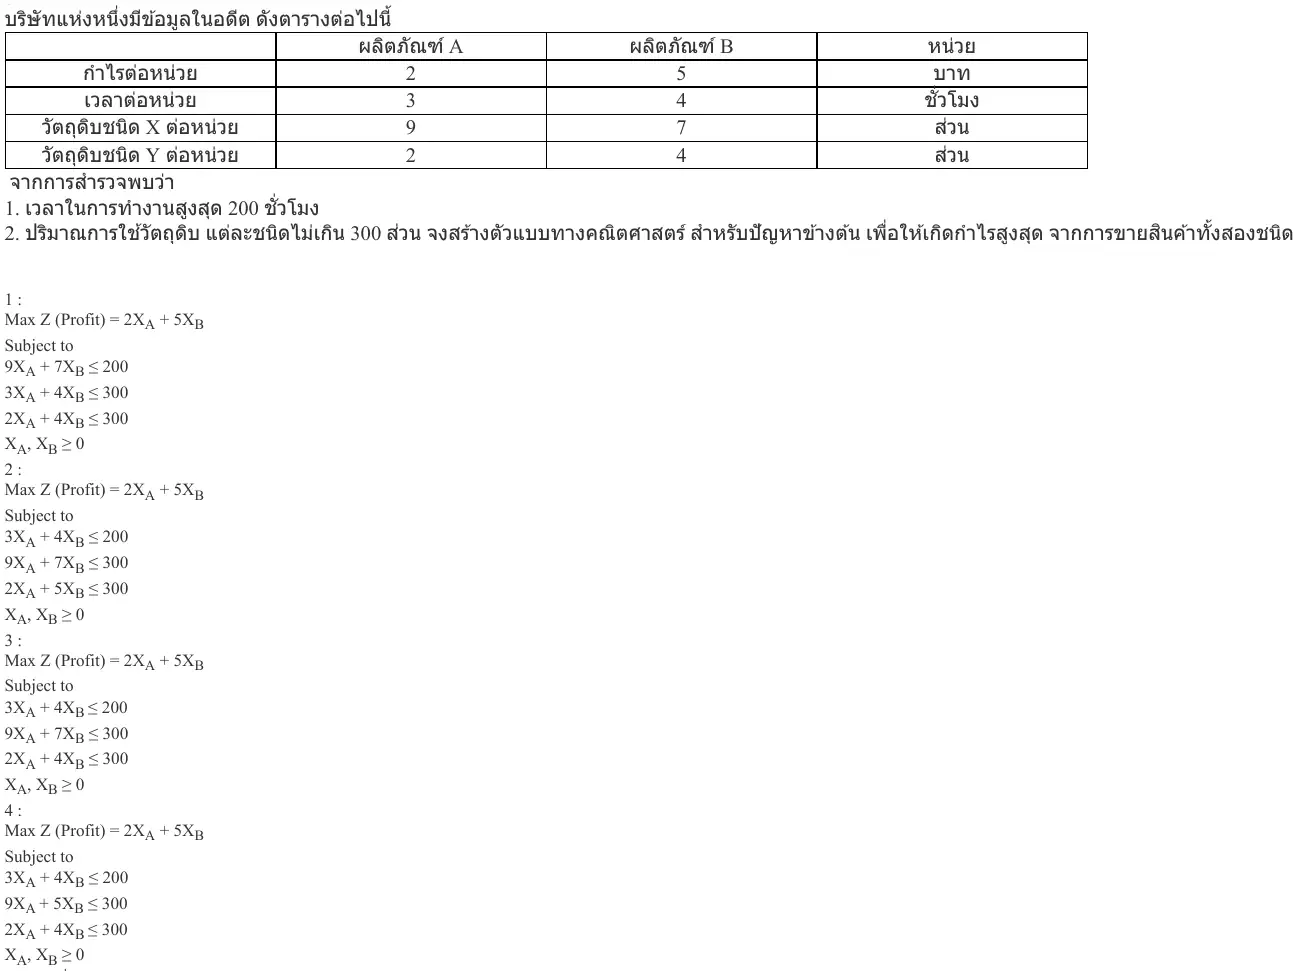 บริษัทแห่งหนึ่งมีข้อมูลในอดีต ดังตารางต่อไปนี้
ผลิตภัณฑ์ A ผลิตภัณฑ์ B หน่วย
กำไรต่อหน่วย 2 5 บาท
เวลาต่อหน่วย 3 4 ชั่วโมง
วัตถุดิบชนิด X ต่อหน่วย 9 7 ส่วน
วัตถุดิบชนิด Y ต่อหน่วย 2 4 ส่วน
จากการสำรวจพบว่า
1. เวลาในการทำงานสูงสุด 200 ชั่วโมง
2. ปริมาณการใช้วัตถุดิบ แต่ละชนิดไม่เกิน 300 ส่วน จงสร้างตัวแบบทางคณิตศาสตร์ สำหรับปัญหาข้างต้น เพื่อให้เกิดกำไรสูงสุด จากการขายสินค้าทั้งสองชนิด
1 :
Max Z (Profit) = 2XA + 5XB
Subject to
9XA + 7XB ≤ 200
3XA + 4XB ≤ 300
2XA + 4XB ≤ 300
XA, XB ≥ 0
2 :
Max Z (Profit) = 2XA + 5XB
Subject to
3XA + 4XB ≤ 200
9XA + 7XB ≤ 300
2XA + 5XB ≤ 300
XA, XB ≥ 0
3 :
Max Z (Profit) = 2XA + 5XB
Subject to
3XA + 4XB ≤ 200
9XA + 7XB ≤ 300
2XA + 4XB ≤ 300
XA, XB ≥ 0
4 :
Max Z (Profit) = 2XA + 5XB
Subject to
3XA + 4XB ≤ 200
9XA + 5XB ≤ 300
2XA + 4XB ≤ 300
XA, XB ≥ 0